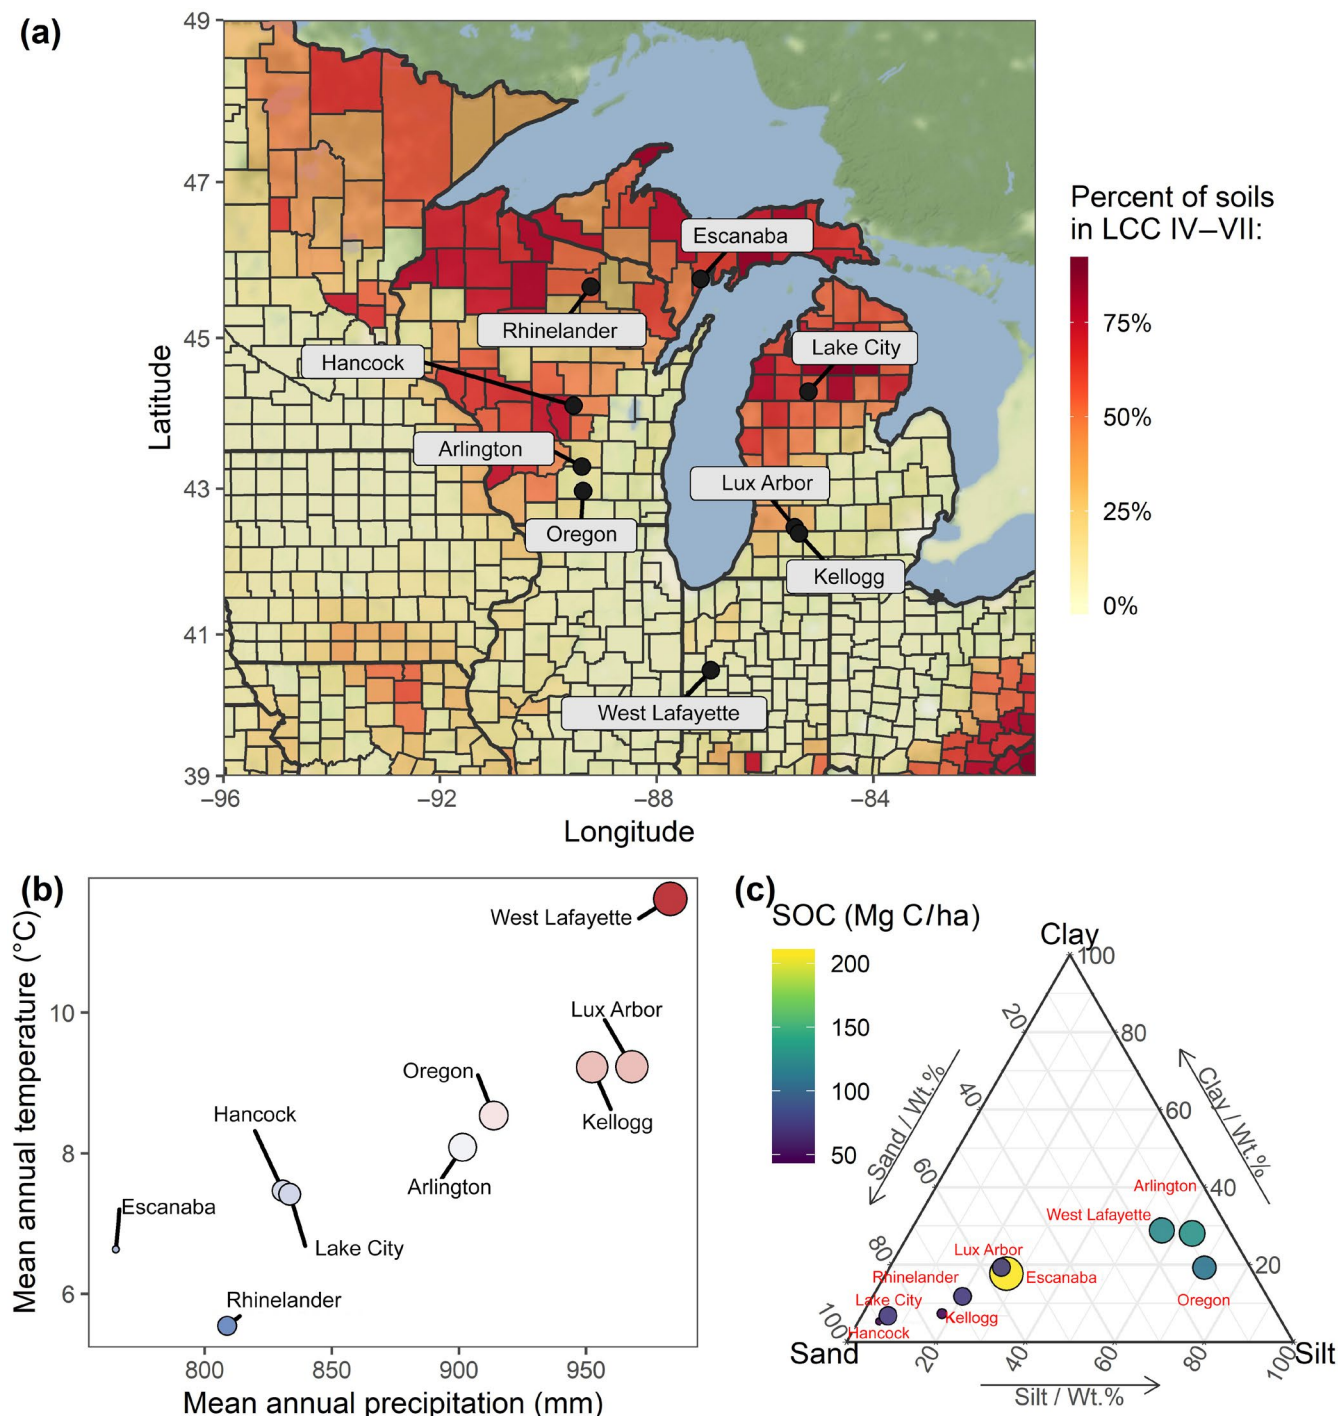 (a)
49
47
45
43
41
39
Latitude
−96
−92
−88
−84
Longitude
Escanaba
Rhinelander
Hancock
Lake City
Arlington
Lux Arbor
Oregon
Kellogg
West Lafayette
Percent of soils
in LCC IV–VII:
75%
50%
25%
0%
(b)
Mean annual temperature (°C)
10
8
6
West Lafayette
Lux Arbor
Oregon
Kellogg
Hancock
Arlington
Escanaba
Lake City
Rhinelander
800
850
900
950
Mean annual precipitation (mm)
(c)
SOC (Mg C/ha)
200
150
100
50
Clay
100
80
60
40
20
20
40
60
80
100
Sand / Wt.%
Clay / Wt.%
Arlington
West Lafayette
Lux Arbor
Rhinelander
Escanaba
Lake City
Kellogg
Oregon
Hancock
Sand
Silt
20
40
60
80
100
Silt / Wt.%